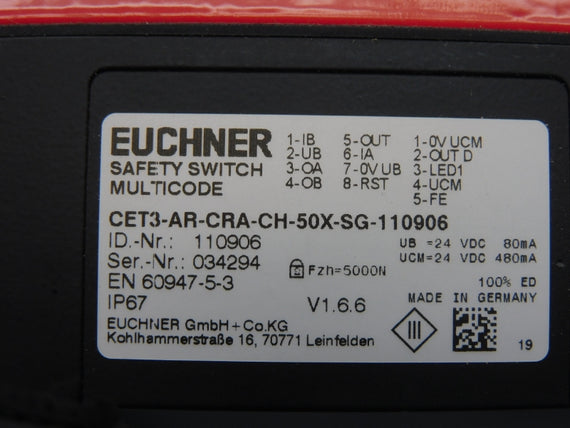 EUCHNER
SAFETY SWITCH
MULTICODE
1-IB 5-OUT 1-0V UCM
2-UB 6-IA 2-OUT D
3-OA 7-0V UB 3-LED1
4-OB 8-RST 4-UCM
5-FE
CET3-AR-CRA-CH-50X-SG-110906
ID.-Nr.: 110906
UB =24 VDC 80mA
Ser.-Nr.: 034294
Fzh=5000N
UCM=24 VDC 480mA
EN 60947-5-3
100% ED
IP67
V1.6.6
MADE IN GERMANY
EUCHNER GmbH+Co.KG
Kohlhammerstraße 16, 70771 Leinfelden
III
19